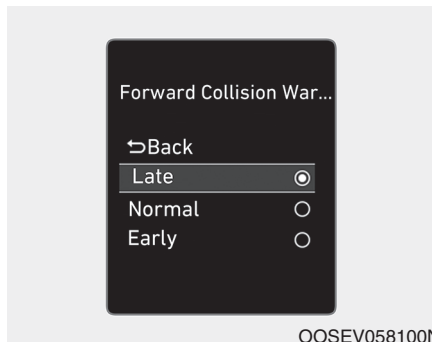 Forward Collision War...
⮌Back
Late
Normal
Early
OOSEV058100N